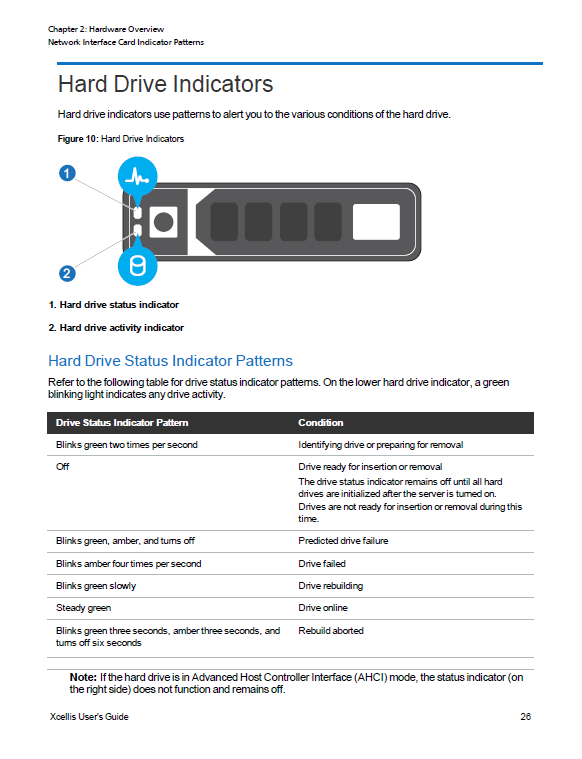 Chapter 2: Hardware Overview
Network Interface Card Indicator Patterns
Hard Drive Indicators
Hard drive indicators use patterns to alert you to the various conditions of the hard drive.
Figure 10: Hard Drive Indicators
1
2
1. Hard drive status indicator
2. Hard drive activity indicator
Hard Drive Status Indicator Patterns
Refer to the following table for drive status indicator patterns. On the lower hard drive indicator, a green
blinking light indicates any drive activity.
Drive Status Indicator Pattern Condition
Blinks green two times per second Identifying drive or preparing for removal
Off Drive ready for insertion or removal
The drive status indicator remains off until all hard
drives are initialized after the server is turned on.
Drives are not ready for insertion or removal during this
time.
Blinks green, amber, and turns off Predicted drive failure
Blinks amber four times per second Drive failed
Blinks green slowly Drive rebuilding
Steady green Drive online
Blinks green three seconds, amber three seconds, and Rebuild aborted
turns off six seconds
Note: If the hard drive is in Advanced Host Controller Interface (AHCI) mode, the status indicator (on
the right side) does not function and remains off.
Xcellis User's Guide 26